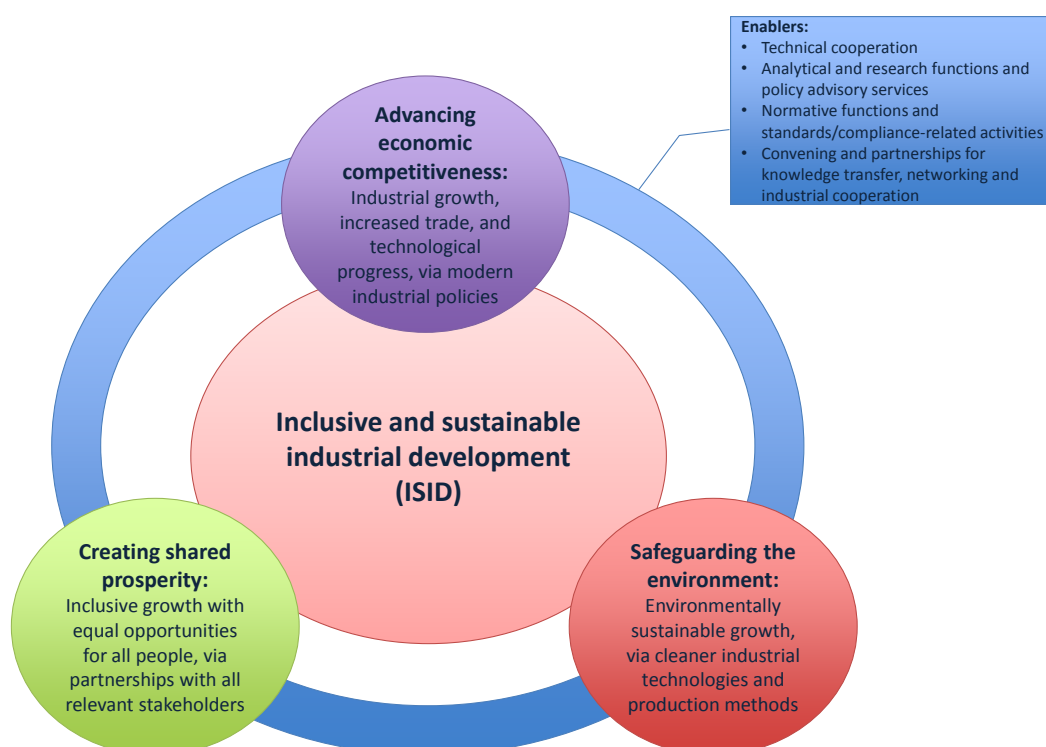 Enablers:
• Technical cooperation
• Analytical and research functions and
policy advisory services
• Normative functions and
standards/compliance-related activities
• Convening and partnerships for
knowledge transfer, networking and
industrial cooperation
Advancing
economic
competitiveness:
Industrial growth,
increased trade, and
technological
progress, via modern
industrial policies
Inclusive and sustainable
industrial development
(ISID)
Creating shared
prosperity:
Inclusive growth with
equal opportunities
for all people, via
partnerships with all
relevant stakeholders
Safeguarding the
environment:
Environmentally
sustainable growth,
via cleaner industrial
technologies and
production methods